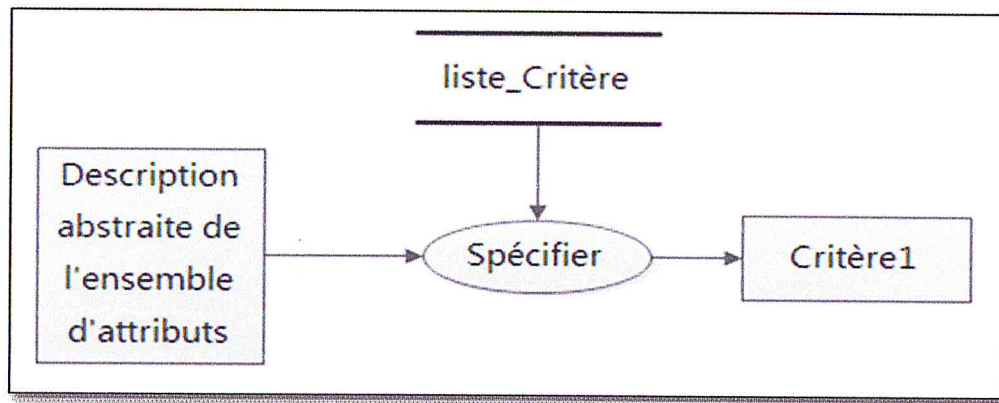 liste_Critère
Description
abstraite de
l'ensemble
d'attributs
Spécifier
Critère1